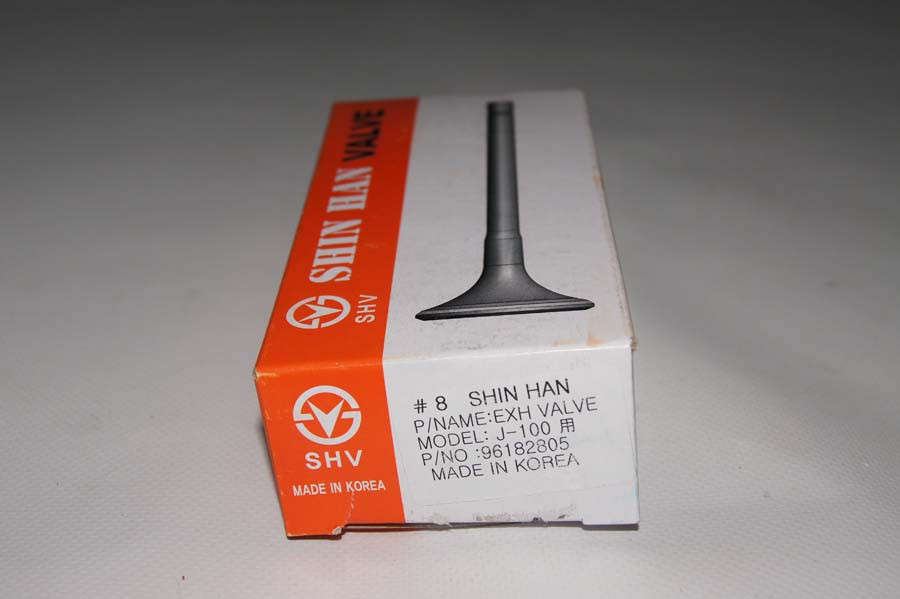 SHIN HAN VALVE
SHV
SHV
MADE IN KOREA
# 8 SHIN HAN
P/NAME:EXH VALVE
MODEL: J-100 用
P/NO :96182805
MADE IN KOREA